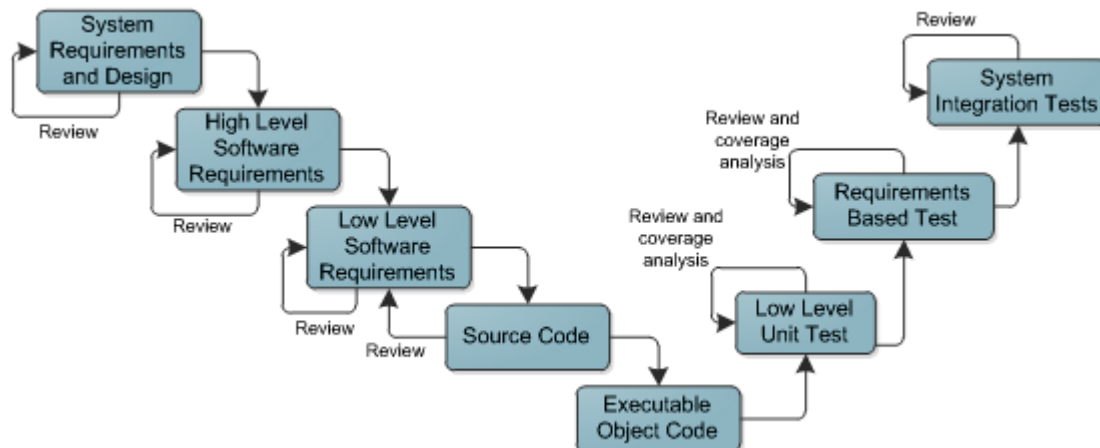 System
Requirements
and Design
Review
High Level
Software
Requirements
Review
Low Level
Software
Requirements
Review
Source Code
Review
Executable
Object Code
Low Level
Unit Test
Review and
coverage
analysis
Requirements
Based Test
Review and
coverage
analysis
System
Integration Tests
Review